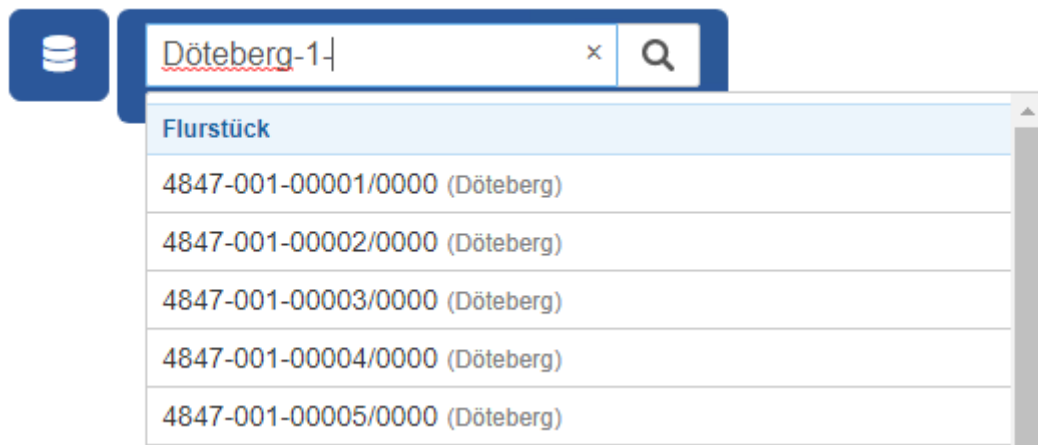 Döteberg-1-
Flurstück
4847-001-00001/0000 (Döteberg)
4847-001-00002/0000 (Döteberg)
4847-001-00003/0000 (Döteberg)
4847-001-00004/0000 (Döteberg)
4847-001-00005/0000 (Döteberg)